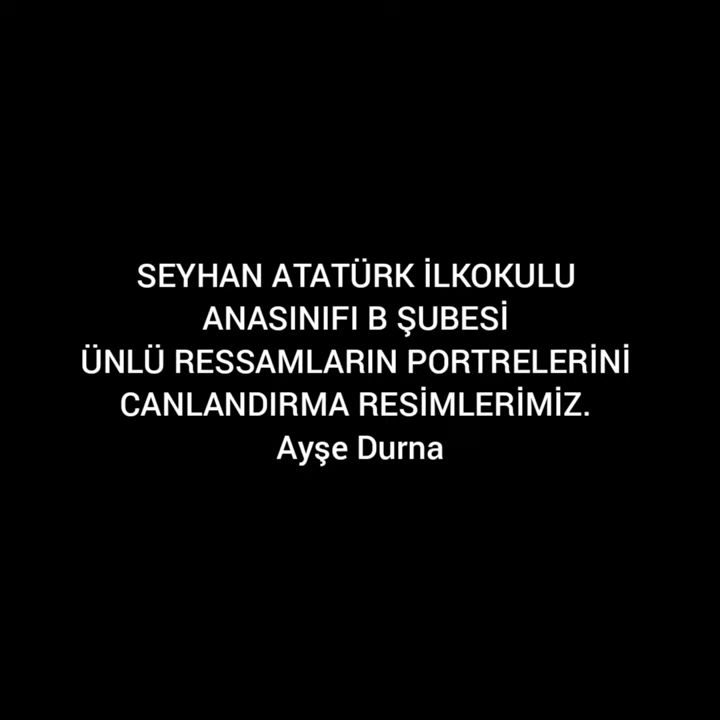 SEYHAN ATATÜRK İLKOKULU
ANASINIFI B ŞUBESİ
ÜNLÜ RESSAMLARIN PORTRELERİNİ
CANLANDIRMA RESİMLERİMİZ.
Ayşe Durna